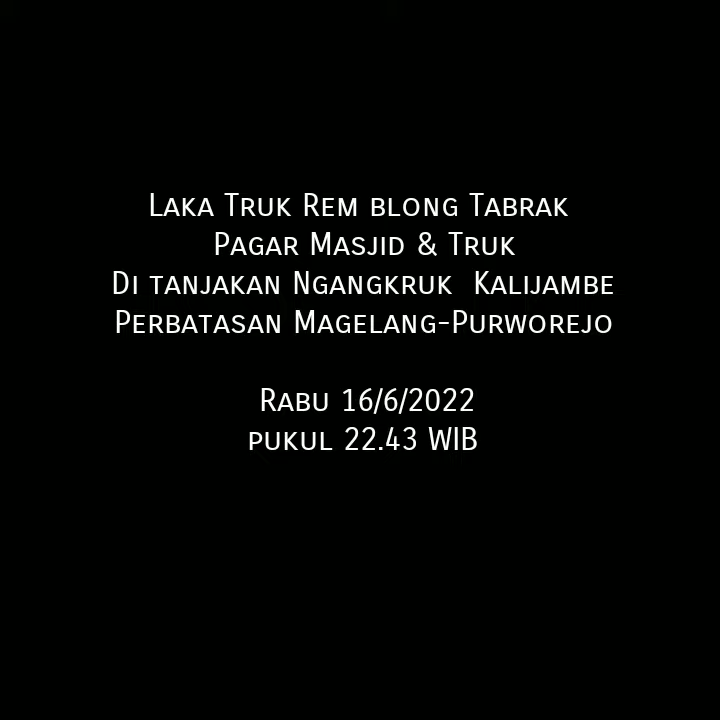 Laka Truk Rem blong Tabrak
Pagar Masjid & Truk
Di tanjakan Ngangkruk Kalijambe
Perbatasan Magelang-Purworejo
Rabu 16/6/2022
pukul 22.43 WIB